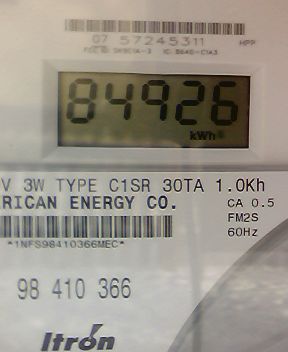 07 57245311 HPP
84926
kWh
V 3W TYPE C1SR 30TA 1.0Kh
RICAN ENERGY CO. CA 0.5
FM2S
*1NFS98410366MEC* 60Hz
98 410 366
Itrón